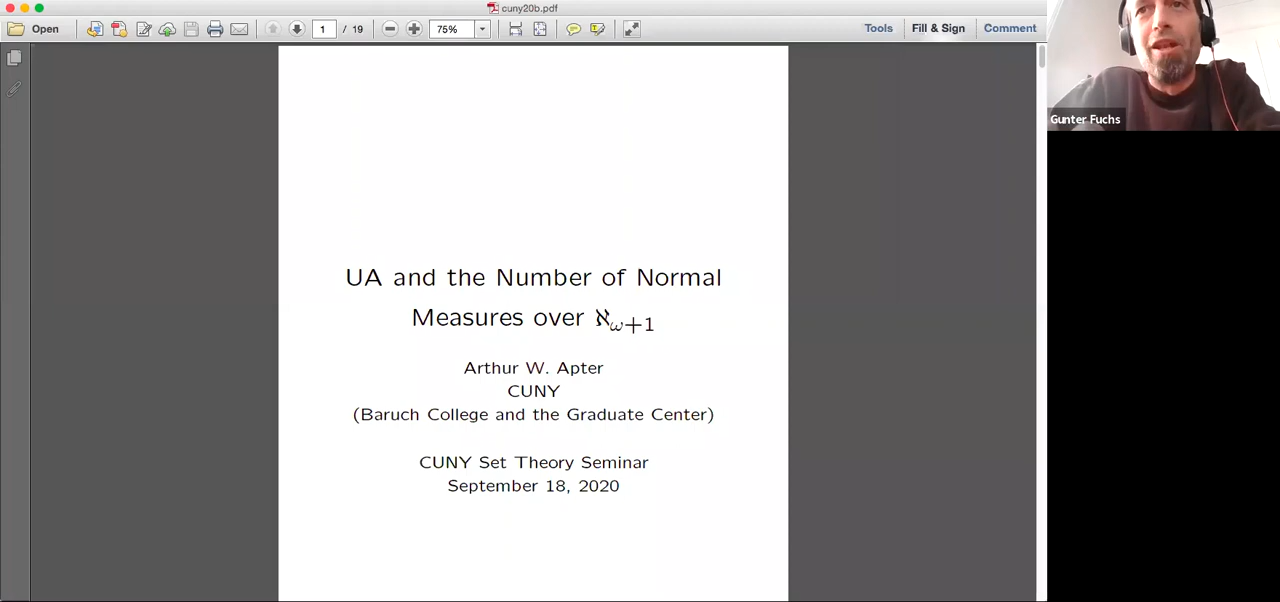 cuny20b.pdf
Open
1 / 19
75%
Tools
Fill & Sign
Comment
Gunter Fuchs
UA and the Number of Normal
Measures over ℵω+1
Arthur W. Apter
CUNY
(Baruch College and the Graduate Center)
CUNY Set Theory Seminar
September 18, 2020